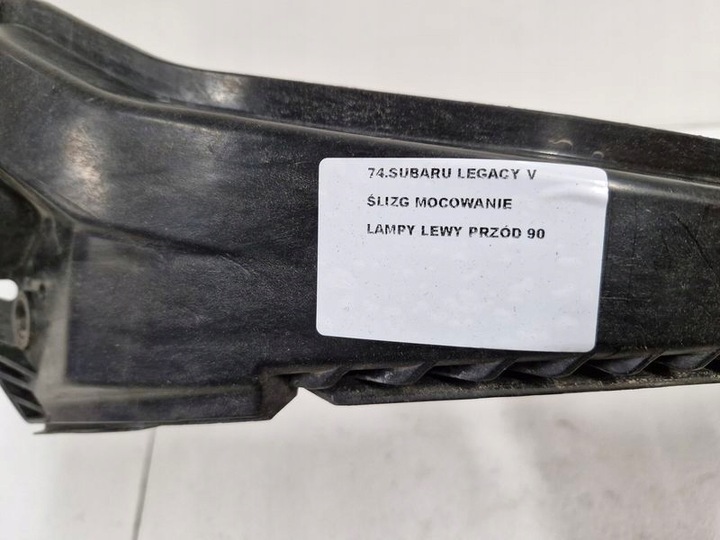 74.SUBARU LEGACY V
ŚLIZG MOCOWANIE
LAMPY LEWY PRZÓD 90